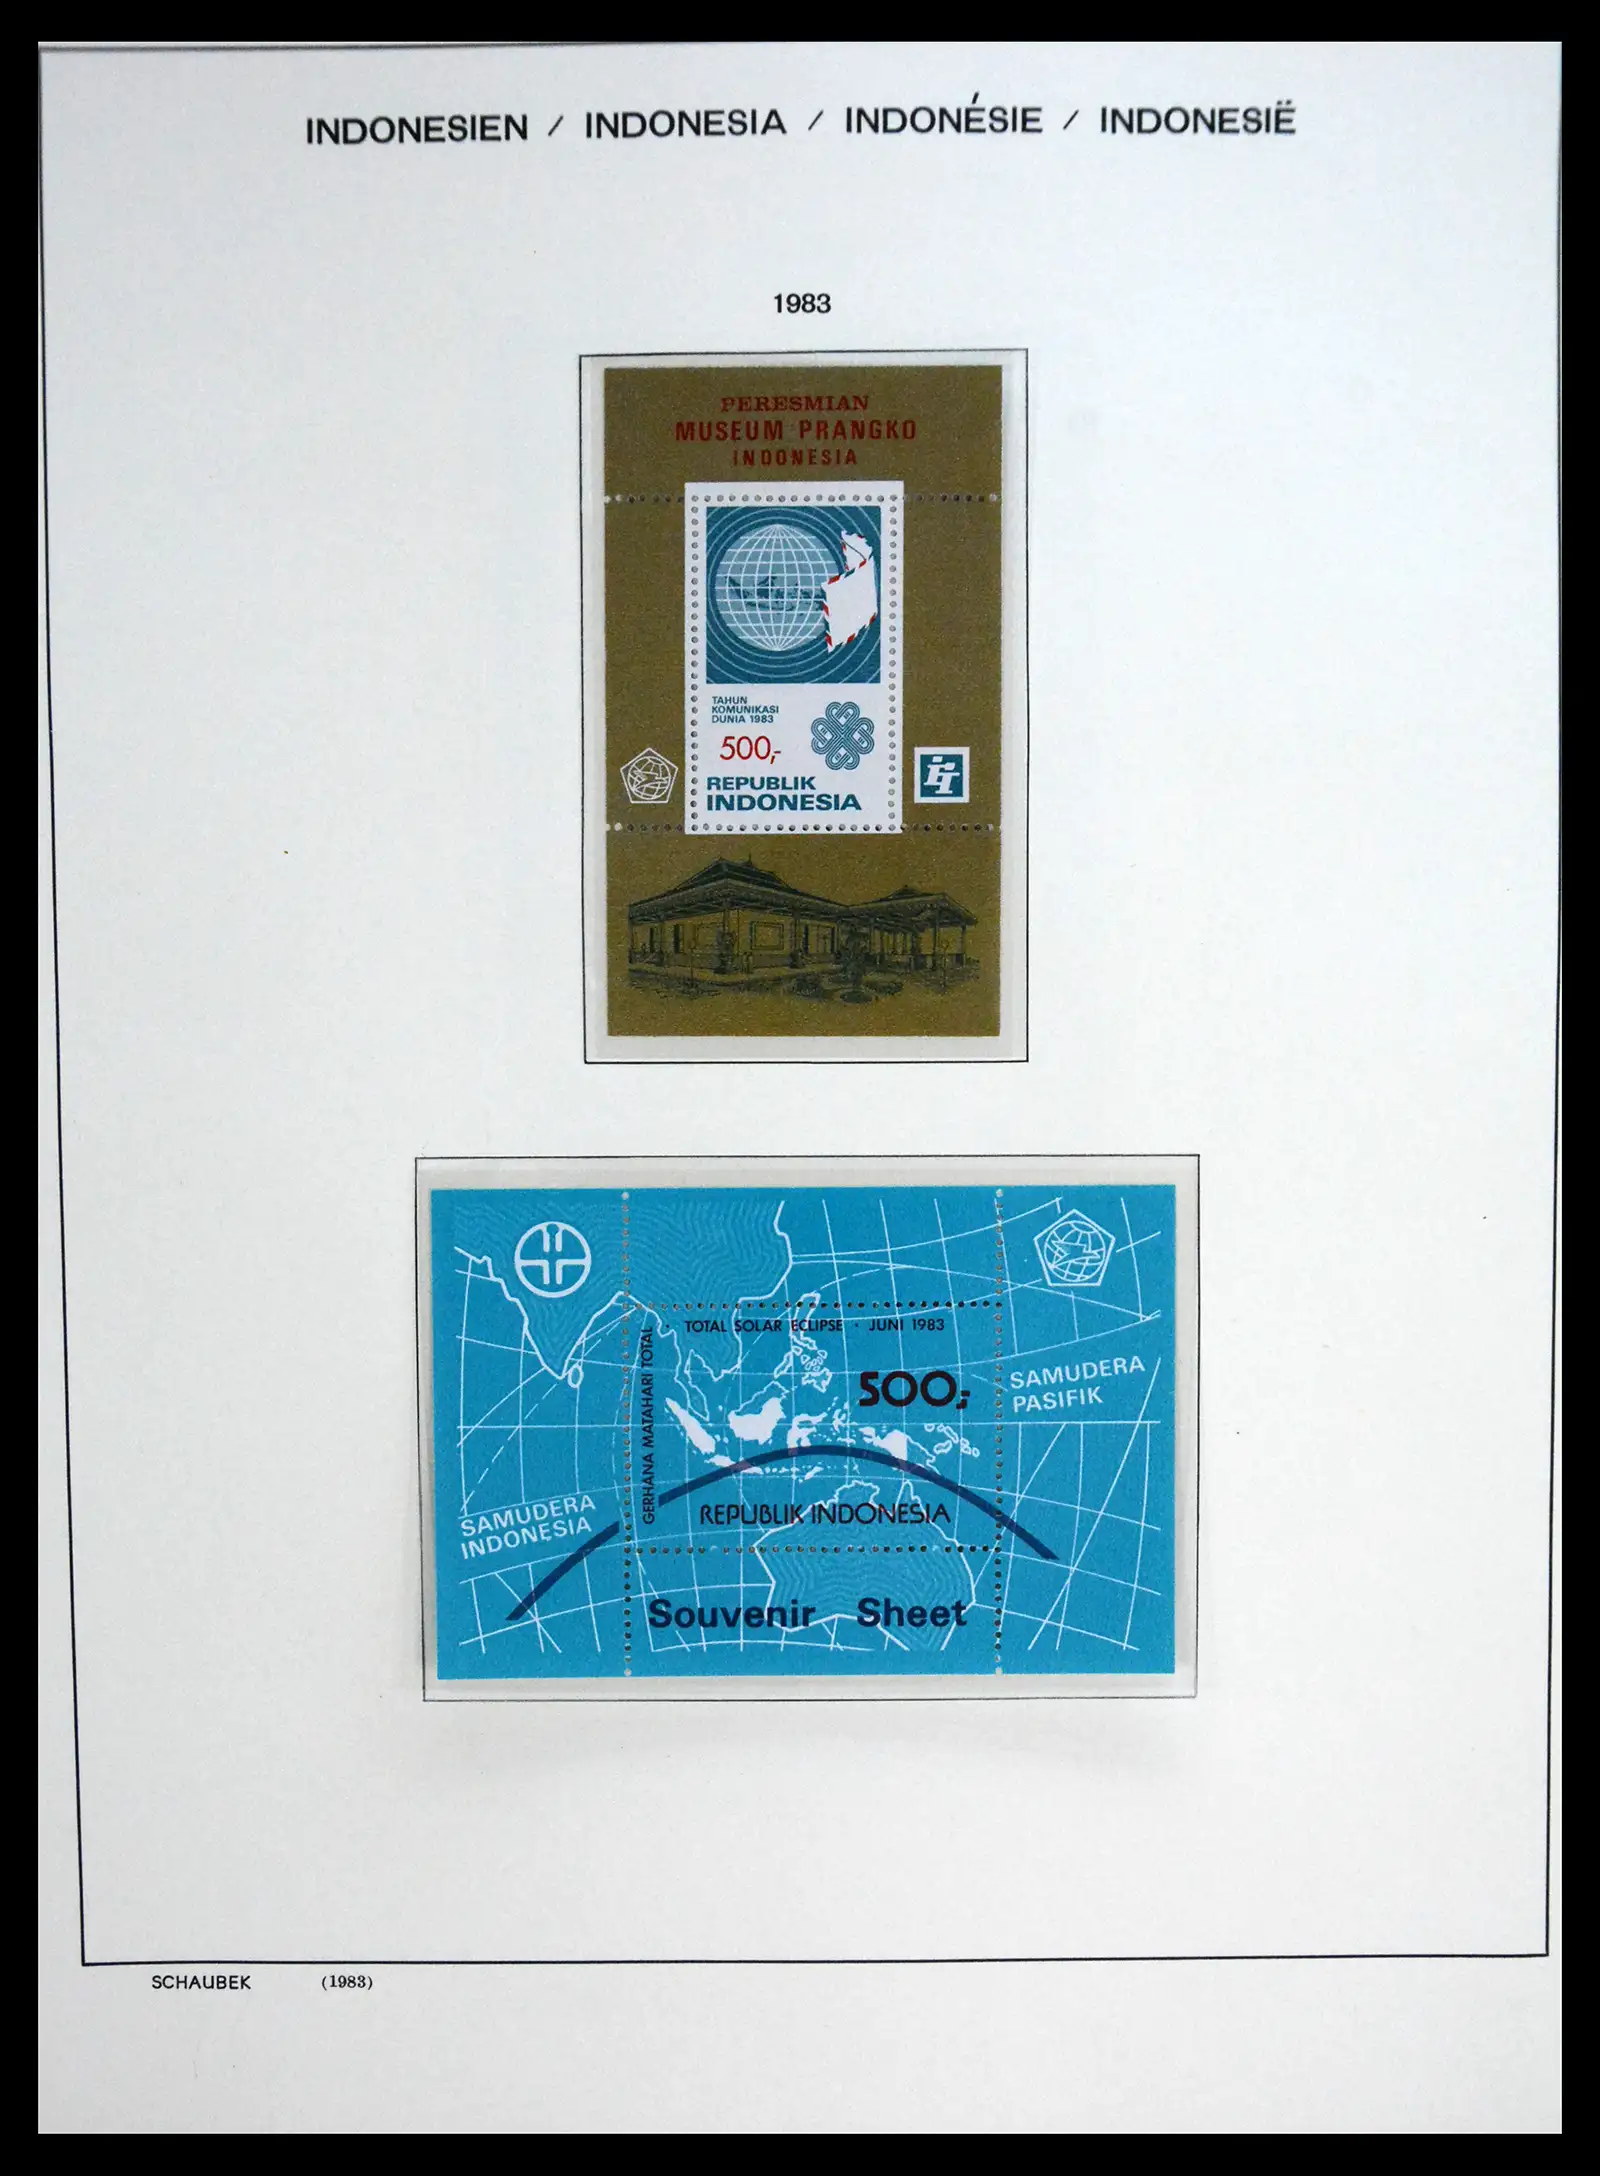 INDONESIEN / INDONESIA / INDONÉSIE / INDONESIË
1983
PERESMIAN
MUSEUM PRANGKO
INDONESIA
TAHUN
KOMUNIKASI
DUNIA 1983
500,-
REPUBLIK
INDONESIA
TOTAL SOLAR ECLIPSE · JUNI 1983
GERHANA MATAHARI TOTAL
500,-
SAMUDERA
PASIFIK
REPUBLIK INDONESIA
SAMUDERA
INDONESIA
Souvenir Sheet
SCHAUBEK (1983)